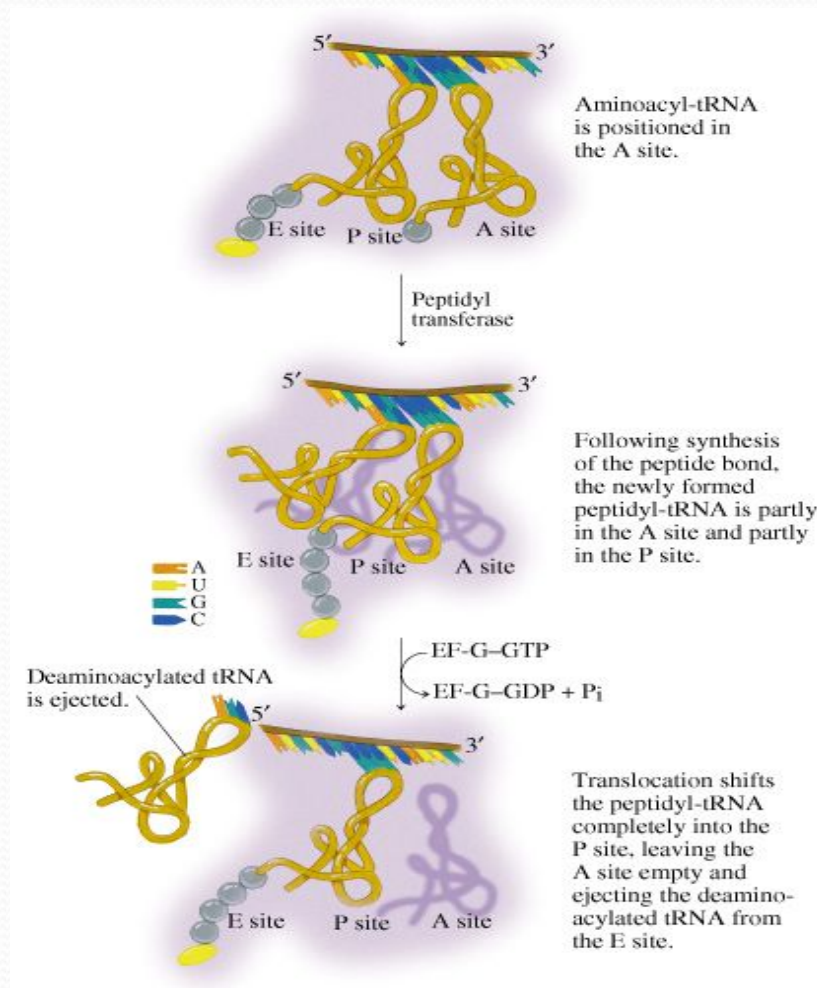 5′
3′
Aminoacyl-tRNA
is positioned in
the A site.
E site
P site
A site
Peptidyl
transferase
5′
3′
Following synthesis
of the peptide bond,
the newly formed
peptidyl-tRNA is partly
in the A site and partly
in the P site.
E site
P site
A site
A
U
G
C
EF-G–GTP
EF-G–GDP + Pi
Deaminoacylated tRNA
is ejected.
5′
3′
Translocation shifts
the peptidyl-tRNA
completely into the
P site, leaving the
A site empty and
ejecting the deamino-
acylated tRNA from
the E site.
E site
P site
A site